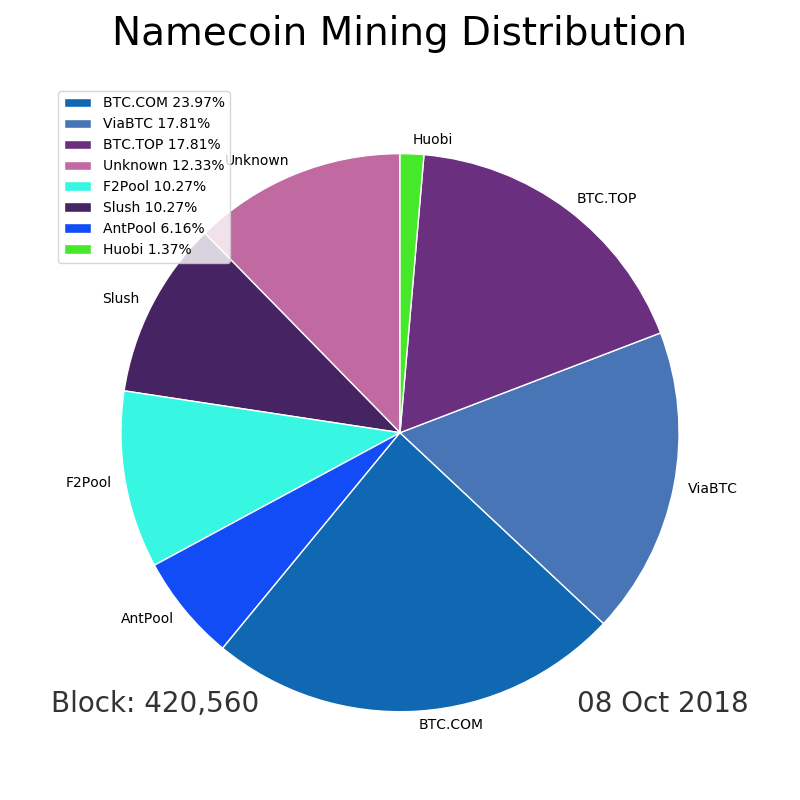 Namecoin Mining Distribution
BTC.COM 23.97%
ViaBTC 17.81%
BTC.TOP 17.81%
Unknown 12.33%
F2Pool 10.27%
Slush 10.27%
AntPool 6.16%
Huobi 1.37%
Huobi
Unknown
BTC.TOP
Slush
F2Pool
ViaBTC
AntPool
BTC.COM
Block: 420,560
08 Oct 2018